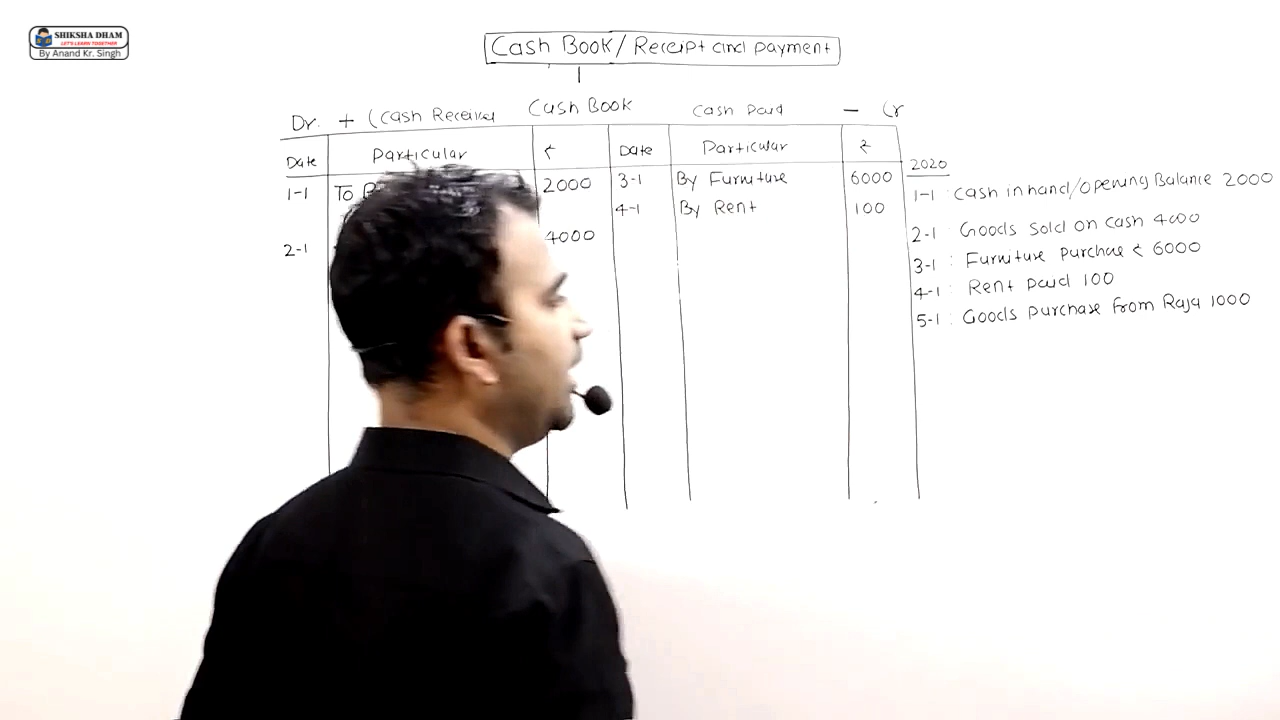 SHIKSHA DHAM
LET'S LEARN TOGETHER
By Anand Kr. Singh
Cash Book/Receipt and payment
Dr. + (Cash Receive Cash Book Cash Paid - Cr
Date Particular ₹ Date Particular ₹
1-1 To 2000 3-1 By Furniture 6000
4-1 By Rent 100
2-1 4000
2020
1-1 : Cash in hand/opening Balance 2000
2-1 : Goods Sold on Cash 4000
3-1 : Furniture purchase ₹ 6000
4-1 : Rent paid 100
5-1 : Goods purchase from Raja 1000